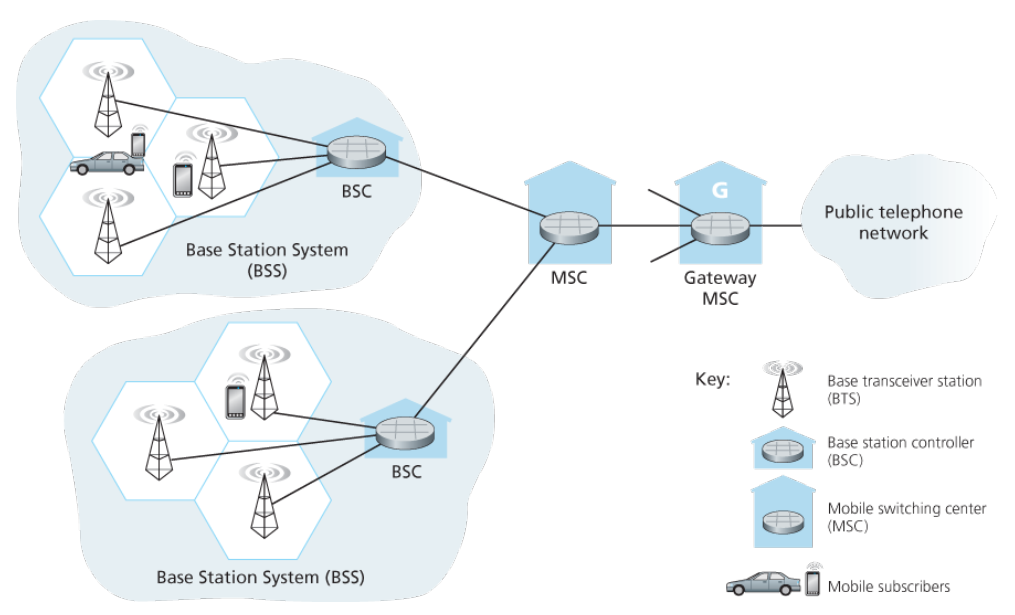 BSC
Base Station System
(BSS)
MSC
G
Gateway
MSC
Public telephone
network
BSC
Base Station System (BSS)
Key:
Base transceiver station
(BTS)
Base station controller
(BSC)
Mobile switching center
(MSC)
Mobile subscribers